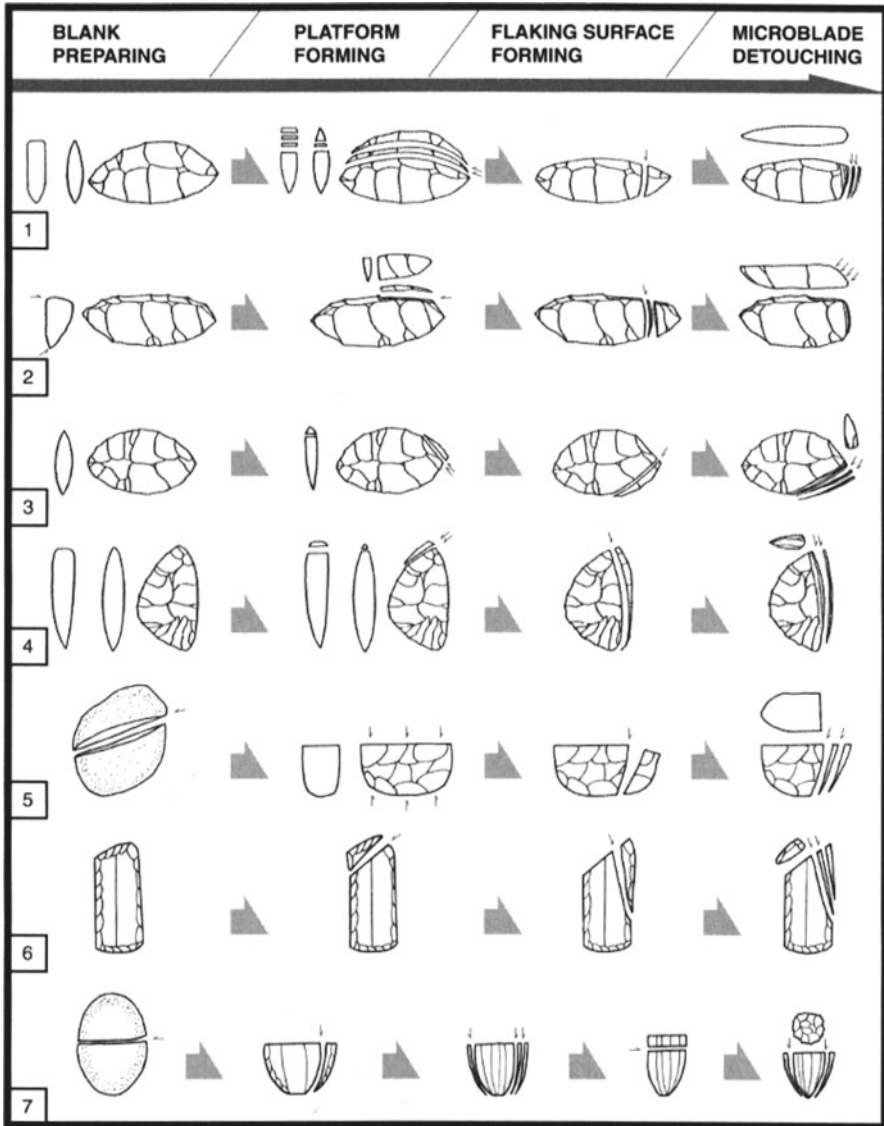 BLANK
PREPARING
PLATFORM
FORMING
FLAKING SURFACE
FORMING
MICROBLADE
DETOUCHING
1
2
3
4
5
6
7